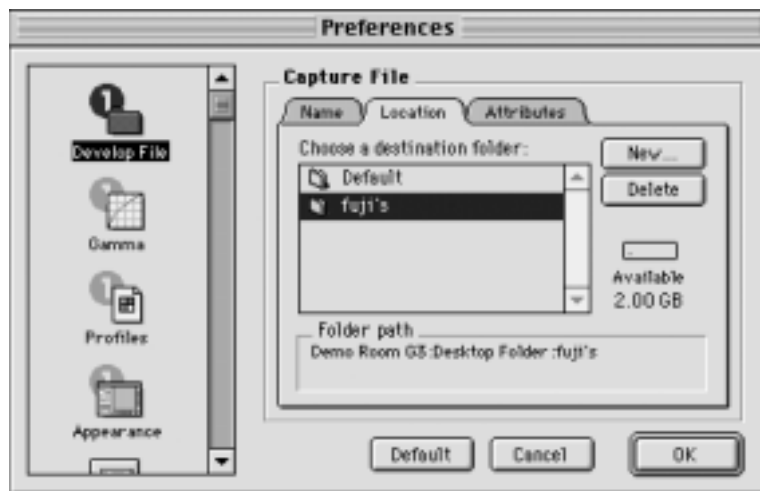 Preferences
Develop File
Gamma
Profiles
Appearance
Capture File
Name
Location
Attributes
Choose a destination folder:
Default
fuji's
New...
Delete
Available
2.00 GB
Folder path
Demo Room G3:Desktop Folder :fuji's
Default
Cancel
OK